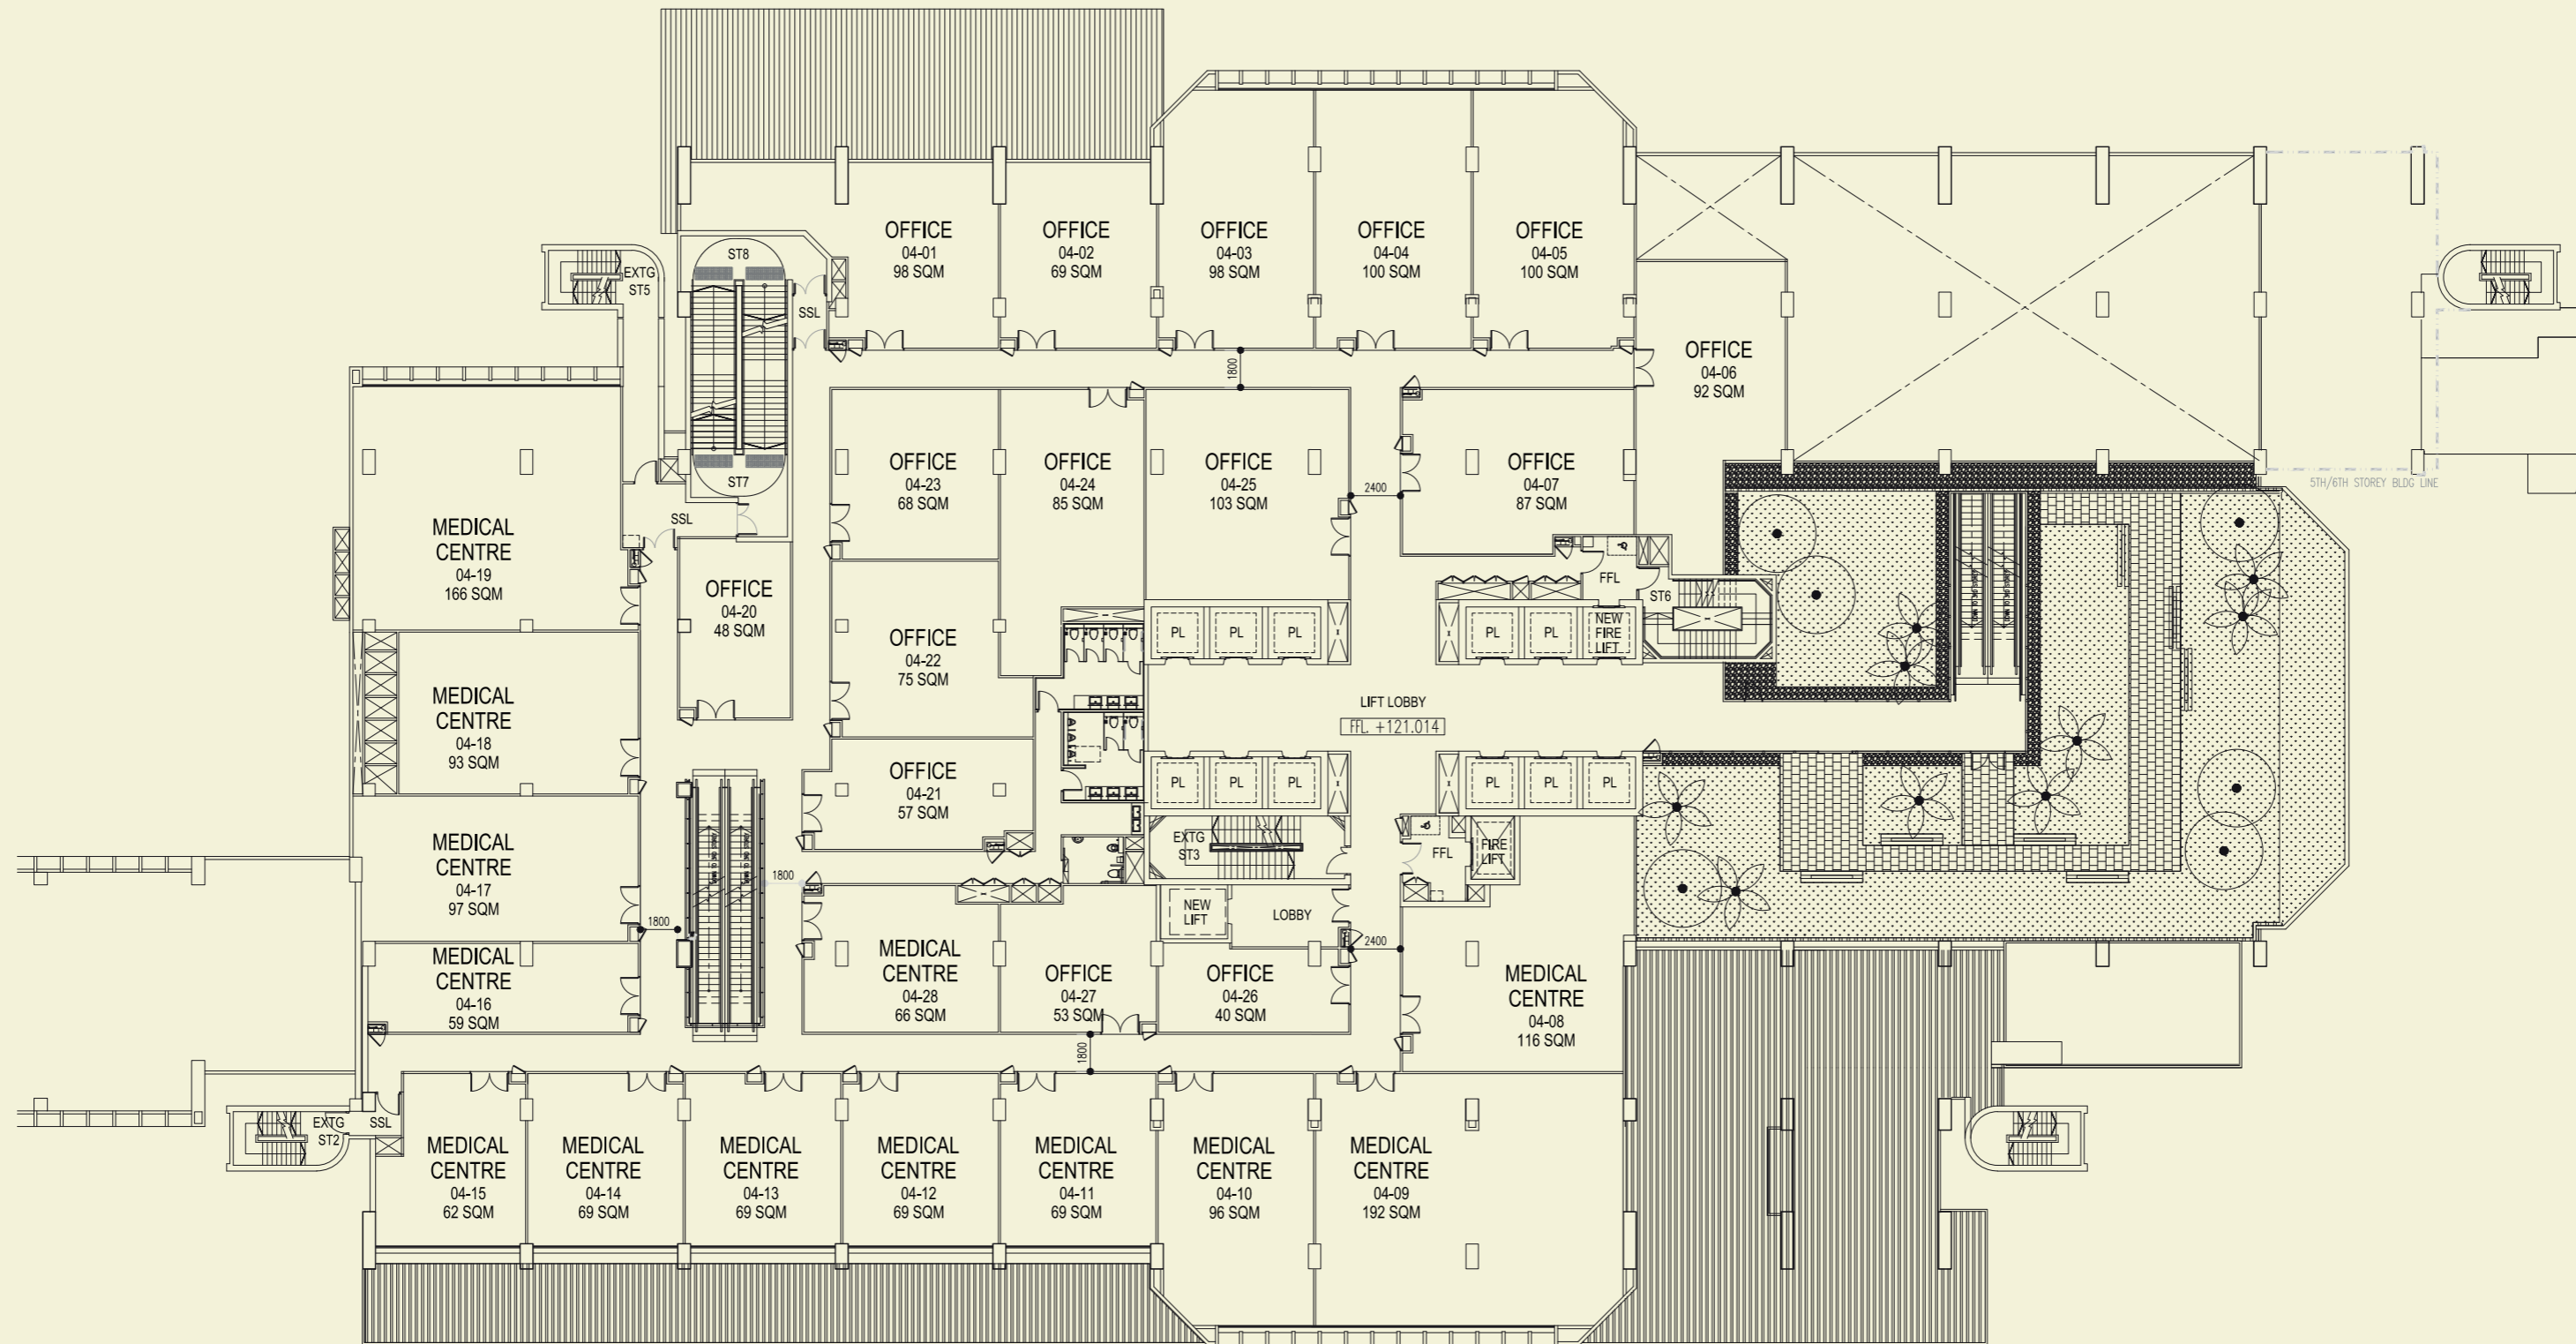 ST8
EXTG
ST5
SSL
OFFICE
04-01
98 SQM
OFFICE
04-02
69 SQM
OFFICE
04-03
98 SQM
OFFICE
04-04
100 SQM
OFFICE
04-05
100 SQM
1800
OFFICE
04-06
92 SQM
ST7
SSL
MEDICAL
CENTRE
04-19
166 SQM
OFFICE
04-23
68 SQM
OFFICE
04-24
85 SQM
OFFICE
04-25
103 SQM
2400
OFFICE
04-07
87 SQM
5TH/6TH STOREY BLDG LINE
OFFICE
04-20
48 SQM
FFL
ST6
OFFICE
04-22
75 SQM
PL
PL
PL
PL
PL
NEW
FIRE
LIFT
MEDICAL
CENTRE
04-18
93 SQM
LIFT LOBBY
FFL. +121.014
OFFICE
04-21
57 SQM
PL
PL
PL
PL
PL
PL
MEDICAL
CENTRE
04-17
97 SQM
EXTG
ST3
FFL
FIRE
LIFT
1800
1800
NEW
LIFT
LOBBY
2400
MEDICAL
CENTRE
04-16
59 SQM
MEDICAL
CENTRE
04-28
66 SQM
OFFICE
04-27
53 SQM
OFFICE
04-26
40 SQM
MEDICAL
CENTRE
04-08
116 SQM
1800
EXTG
ST2
SSL
MEDICAL
CENTRE
04-15
62 SQM
MEDICAL
CENTRE
04-14
69 SQM
MEDICAL
CENTRE
04-13
69 SQM
MEDICAL
CENTRE
04-12
69 SQM
MEDICAL
CENTRE
04-11
69 SQM
MEDICAL
CENTRE
04-10
96 SQM
MEDICAL
CENTRE
04-09
192 SQM